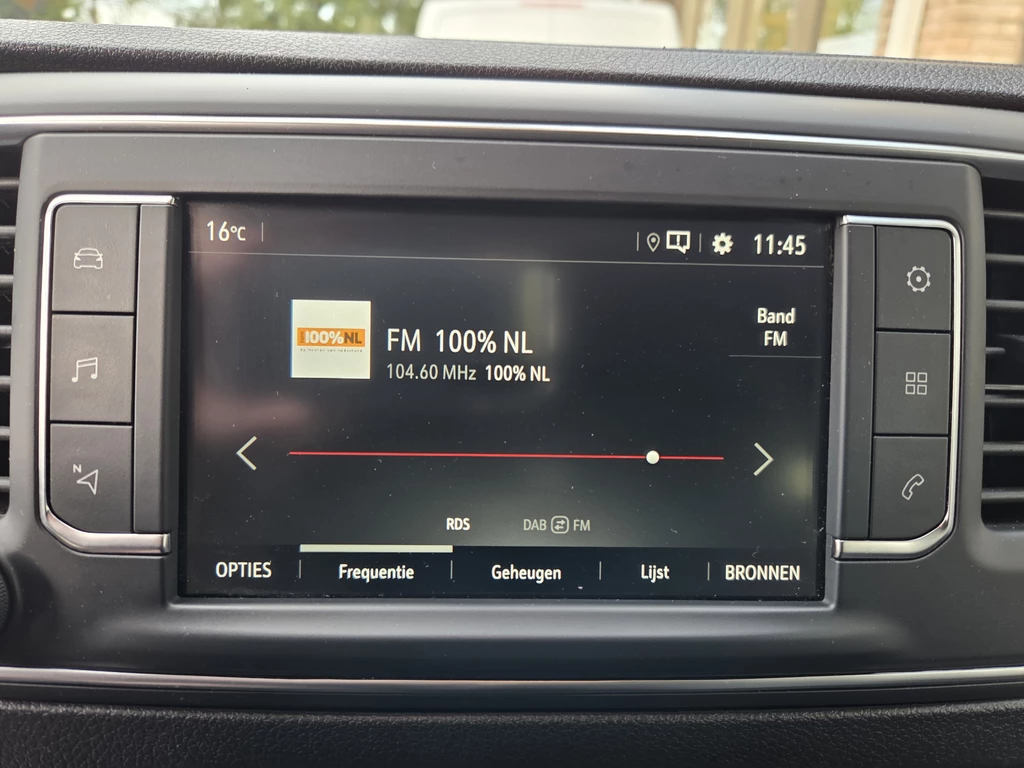 16°C
11:45
100%NL
FM 100% NL
104.60 MHz 100% NL
Band
FM
N
RDS
DAB FM
OPTIES
Frequentie
Geheugen
Lijst
BRONNEN